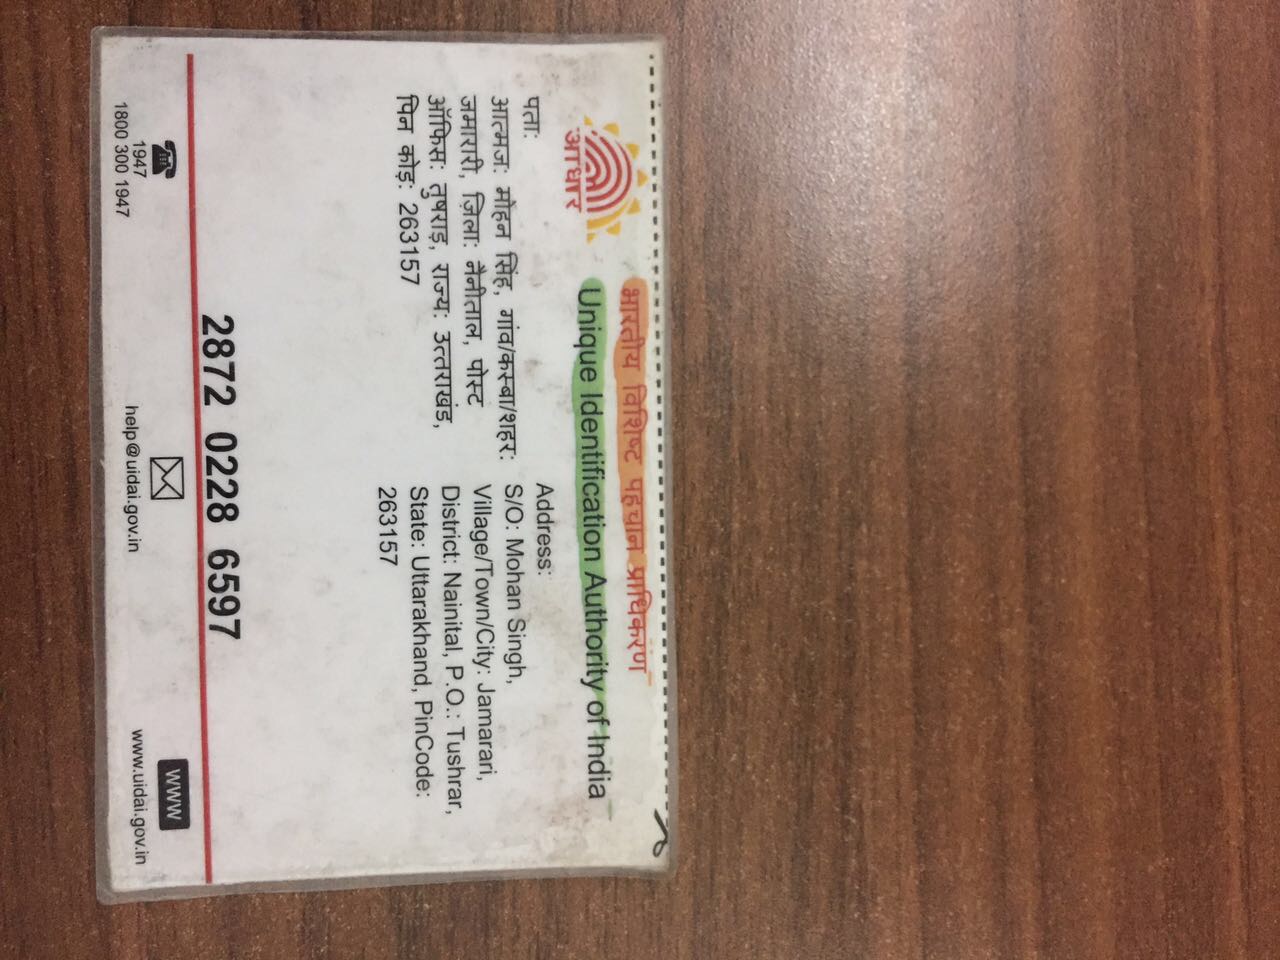 भारतीय विशिष्ट पहचान प्राधिकरण
Unique Identification Authority of India
आधार
पता:
आत्मज: मोहन सिंह, गांव/कस्बा/शहर:
जमारारी, ज़िला: नैनीताल, पोस्ट
ऑफिस: तुषराड़, राज्य: उत्तराखंड,
पिन कोड: 263157
Address:
S/O: Mohan Singh,
Village/Town/City: Jamarari,
District: Nainital, P.O.: Tushrar,
State: Uttarakhand, PinCode:
263157
2872 0228 6597
1947
1800 300 1947
help@uidai.gov.in
www
www.uidai.gov.in